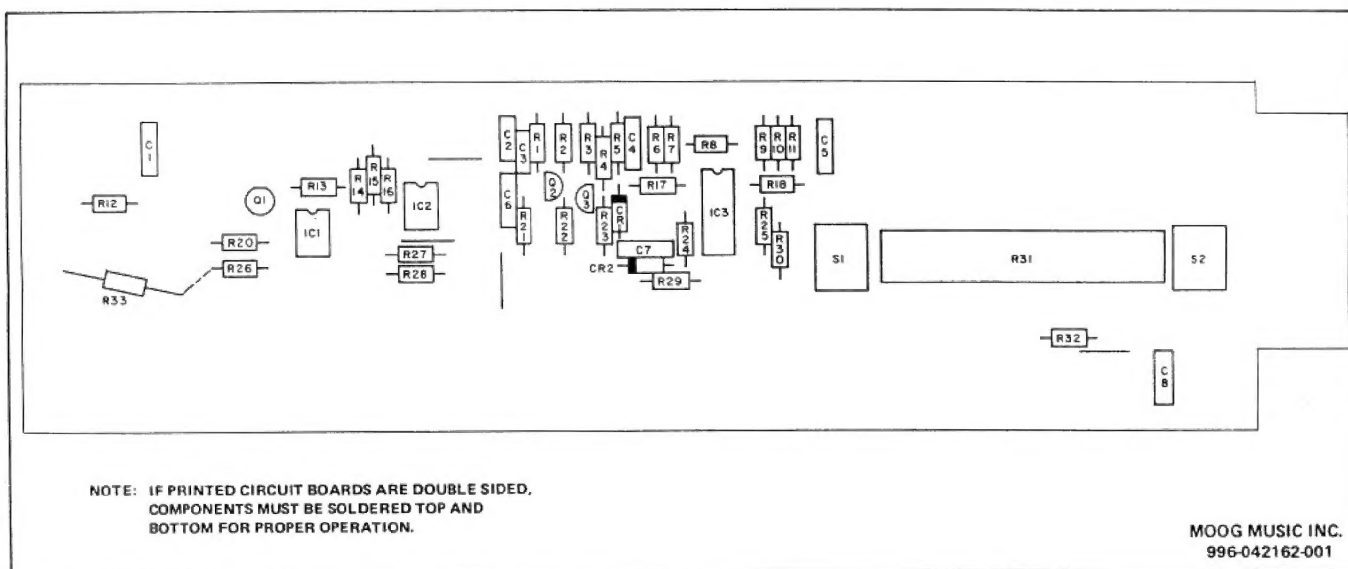 C1
C2
C3
R1
R2
R3
R4
R5
C4
R6
R7
R8
R9
R10
R11
C5
R12
Q1
R13
R14
R15
R16
IC2
C6
Q2
Q3
R17
IC3
R18
IC1
R20
R21
R22
R23
CR1
R24
R25
R26
R27
R28
C7
CR2
R29
R30
S1
R31
S2
R33
R32
C8
NOTE: IF PRINTED CIRCUIT BOARDS ARE DOUBLE SIDED,
COMPONENTS MUST BE SOLDERED TOP AND
BOTTOM FOR PROPER OPERATION.
MOOG MUSIC INC.
996-042162-001